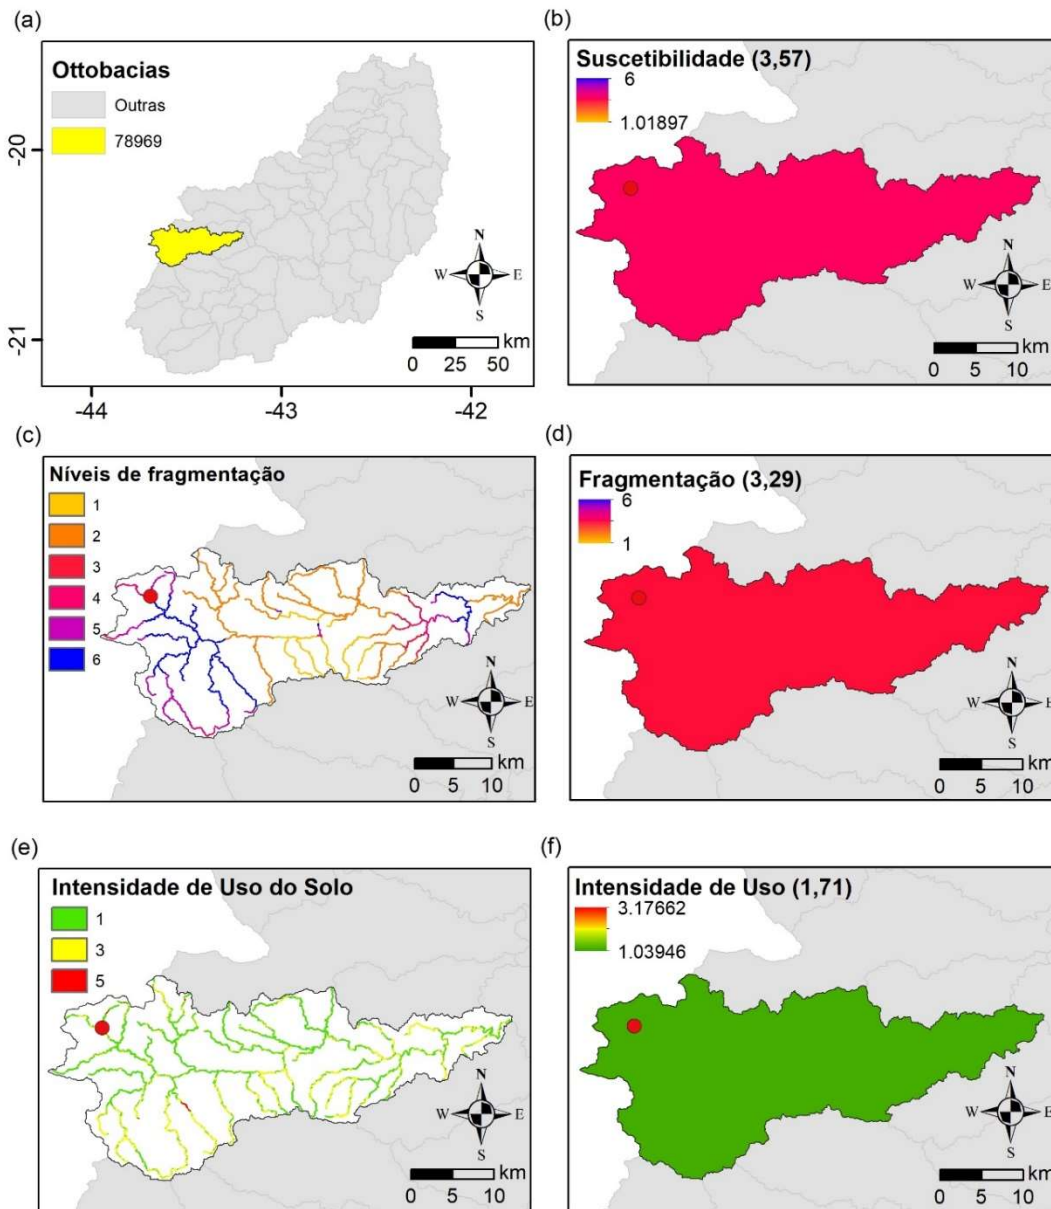 (a)
Ottobacias
Outras
78969
-20
-21
N
W E
S
km
0 25 50
-44 -43 -42
(b)
Suscetibilidade (3,57)
6
1.01897
N
W E
S
km
0 5 10
(c)
Níveis de fragmentação
1
2
3
4
5
6
N
W E
S
km
0 5 10
(d)
Fragmentação (3,29)
6
1
N
W E
S
km
0 5 10
(e)
Intensidade de Uso do Solo
1
3
5
N
W E
S
km
0 5 10
(f)
Intensidade de Uso (1,71)
3.17662
1.03946
N
W E
S
km
0 5 10